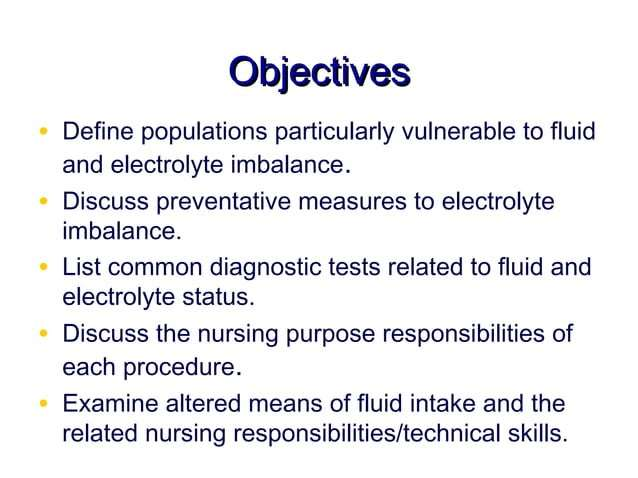 Objectives
• Define populations particularly vulnerable to fluid
and electrolyte imbalance.
• Discuss preventative measures to electrolyte
imbalance.
• List common diagnostic tests related to fluid and
electrolyte status.
• Discuss the nursing purpose responsibilities of
each procedure.
• Examine altered means of fluid intake and the
related nursing responsibilities/technical skills.